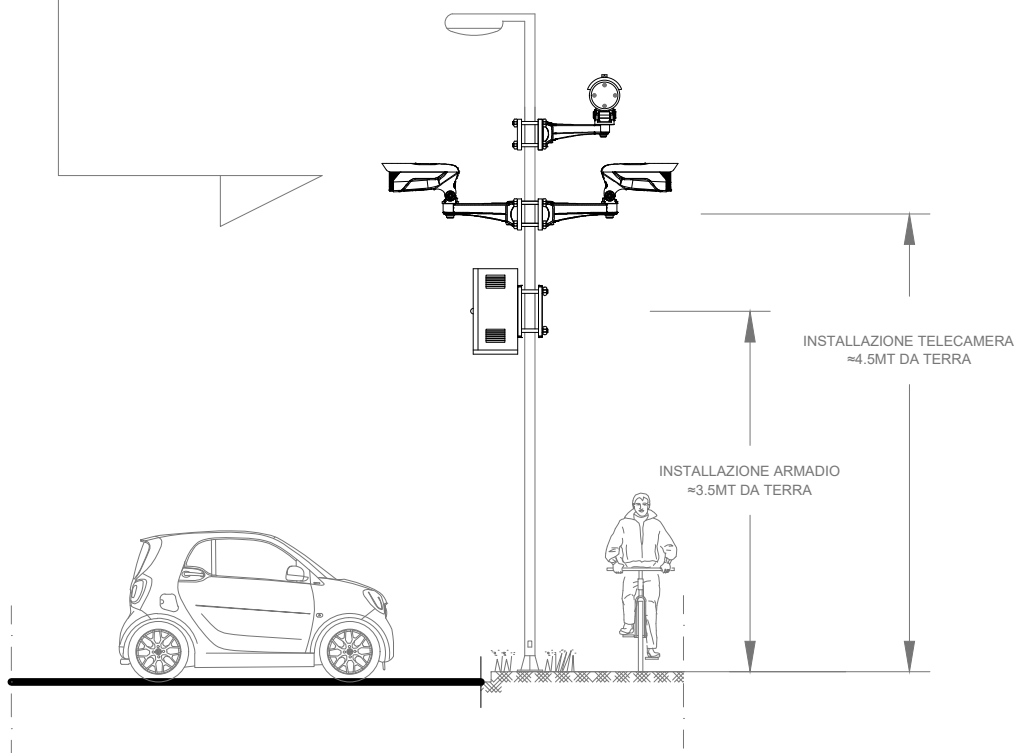 INSTALLAZIONE TELECAMERA
≈4.5MT DA TERRA
INSTALLAZIONE ARMADIO
≈3.5MT DA TERRA